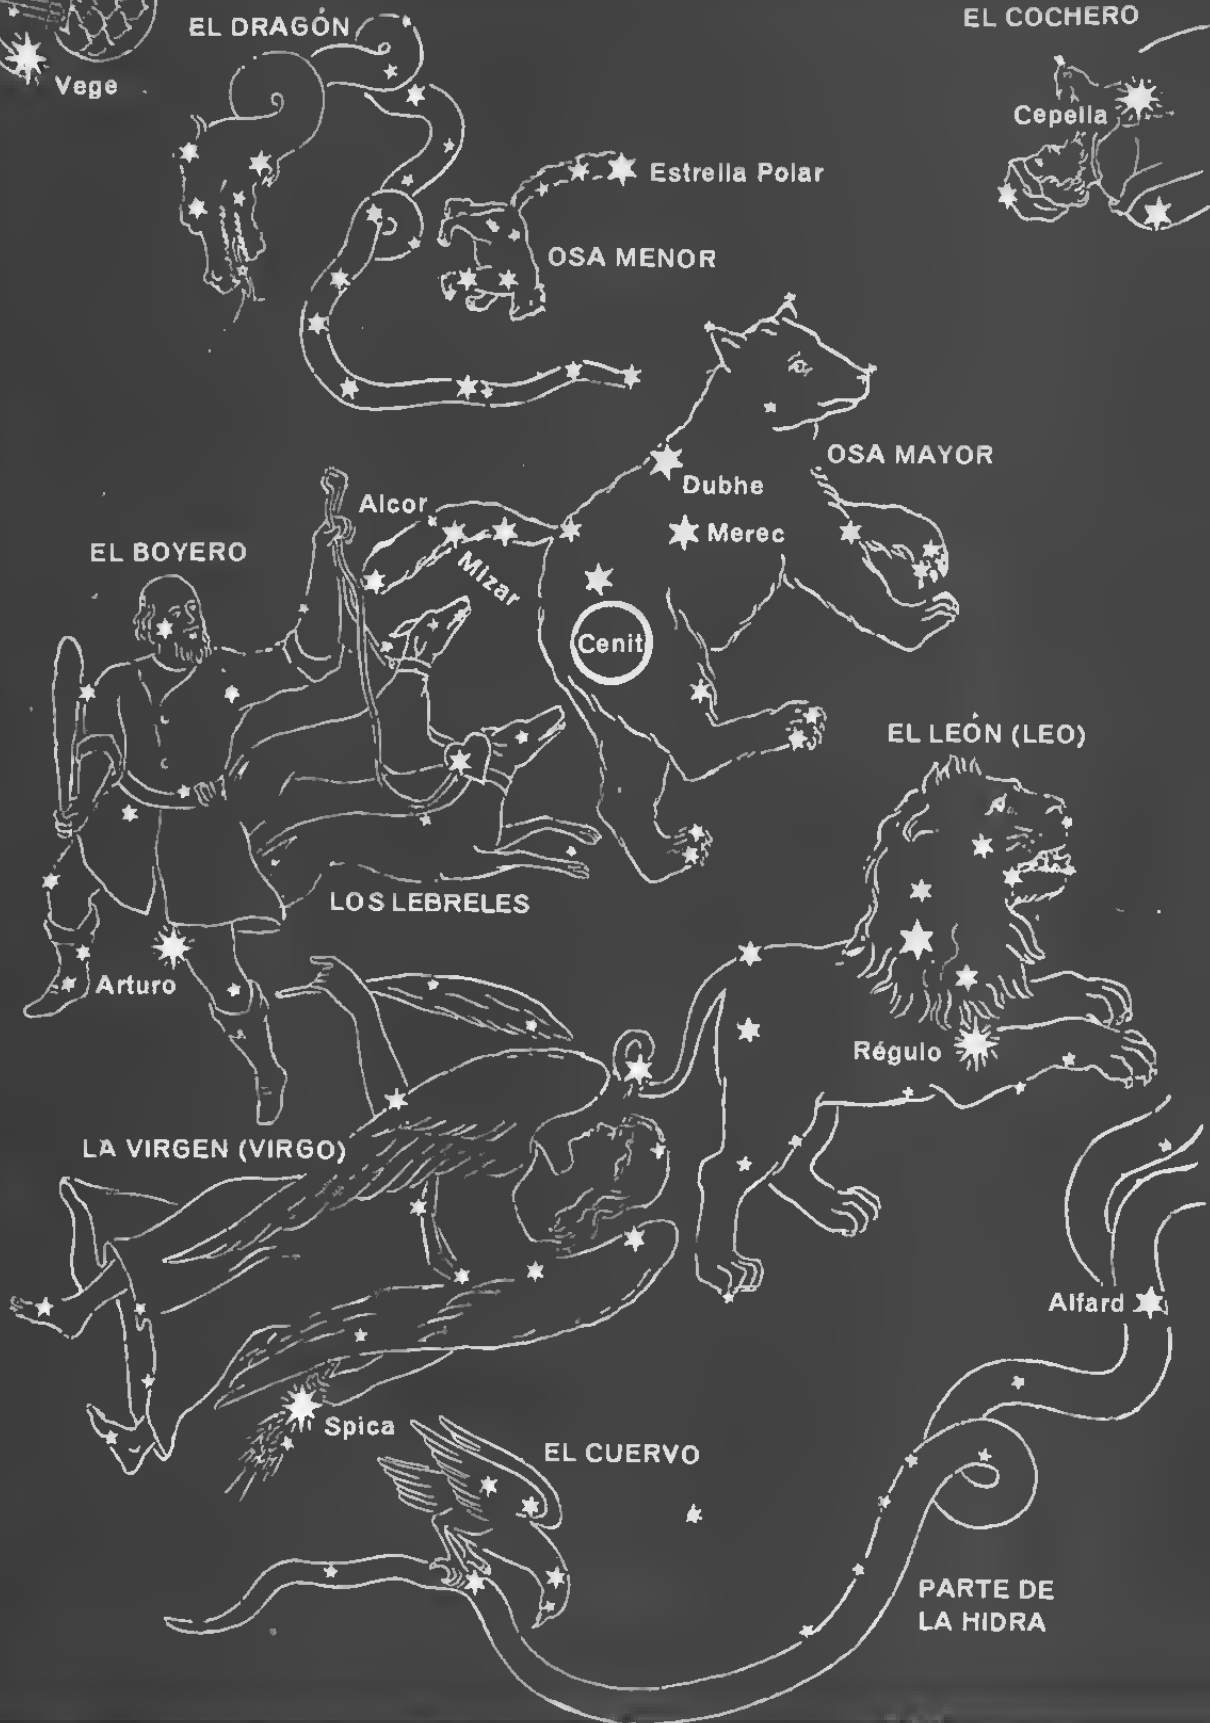 EL DRAGÓN
EL COCHERO
Vege
Cepella
Estrella Polar
OSA MENOR
OSA MAYOR
Dubhe
Alcor
Merec
Mizar
EL BOYERO
Cenit
EL LEÓN (LEO)
LOS LEBRELES
Arturo
Régulo
LA VIRGEN (VIRGO)
Alfard
Spica
EL CUERVO
PARTE DE
LA HIDRA